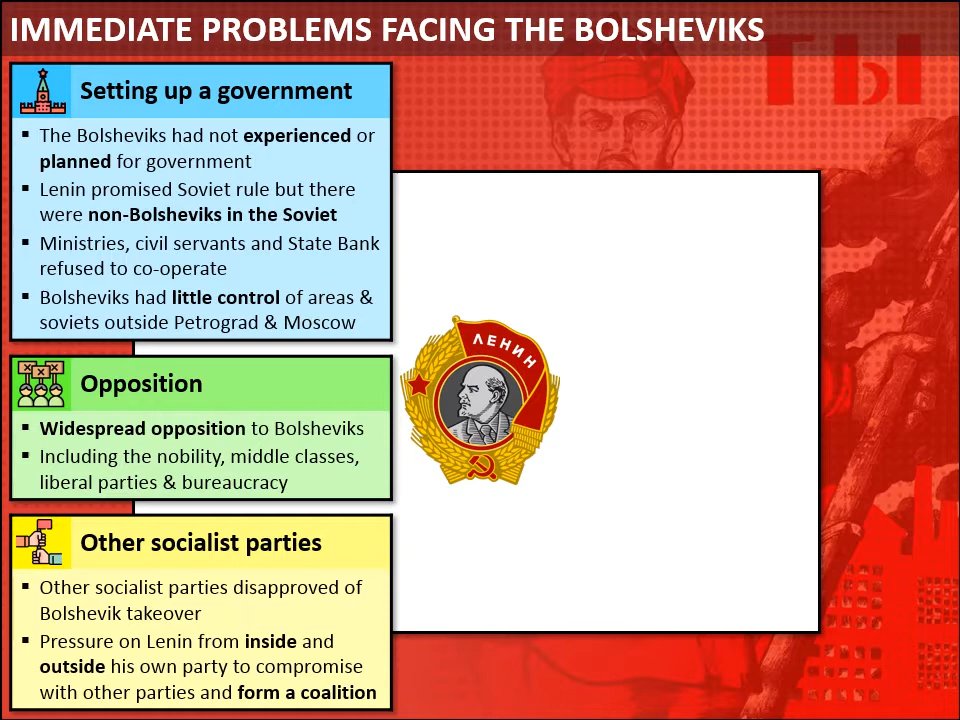 IMMEDIATE PROBLEMS FACING THE BOLSHEVIKS
ТЫ
Setting up a government
▪ The Bolsheviks had not experienced or
planned for government
▪ Lenin promised Soviet rule but there
were non-Bolsheviks in the Soviet
▪ Ministries, civil servants and State Bank
refused to co-operate
▪ Bolsheviks had little control of areas &
soviets outside Petrograd & Moscow
ЛЕНИН
Opposition
▪ Widespread opposition to Bolsheviks
▪ Including the nobility, middle classes,
liberal parties & bureaucracy
Other socialist parties
▪ Other socialist parties disapproved of
Bolshevik takeover
▪ Pressure on Lenin from inside and
outside his own party to compromise
with other parties and form a coalition